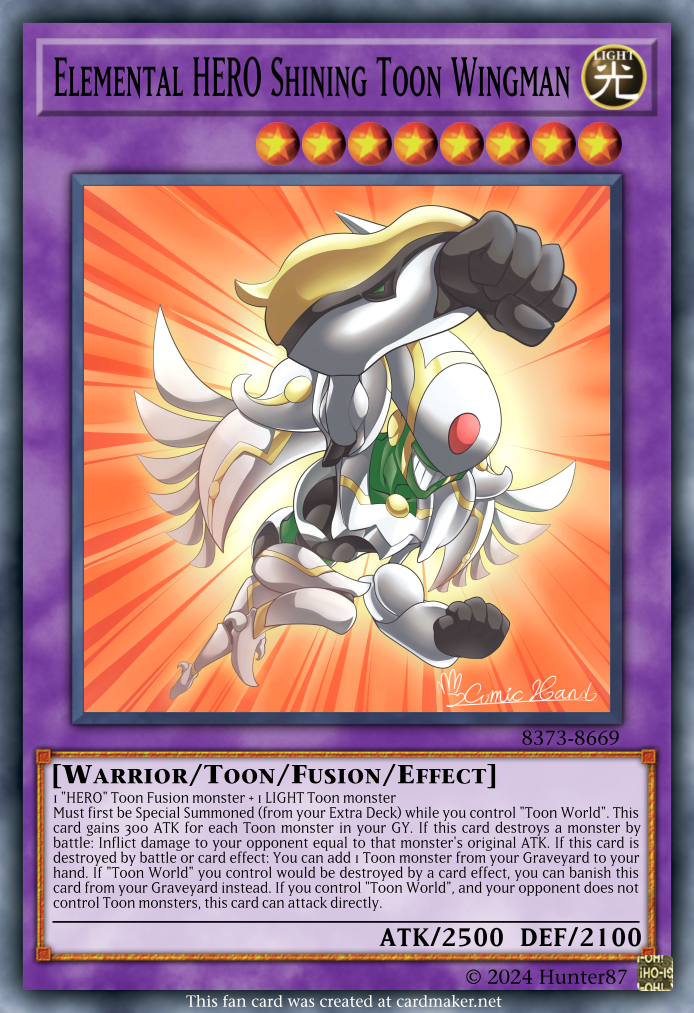 Elemental HERO Shining Toon Wingman
LIGHT
光
Comic Hand
8373-8669
[Warrior/Toon/Fusion/Effect]
1 "HERO" Toon Fusion monster + 1 LIGHT Toon monster
Must first be Special Summoned (from your Extra Deck) while you control "Toon World". This
card gains 300 ATK for each Toon monster in your GY. If this card destroys a monster by
battle: Inflict damage to your opponent equal to that monster's original ATK. If this card is
destroyed by battle or card effect: You can add 1 Toon monster from your Graveyard to your
hand. If "Toon World" you control would be destroyed by a card effect, you can banish this
card from your Graveyard instead. If you control "Toon World", and your opponent does not
control Toon monsters, this card can attack directly.
ATK/2500 DEF/2100
© 2024 Hunter87
This fan card was created at cardmaker.net